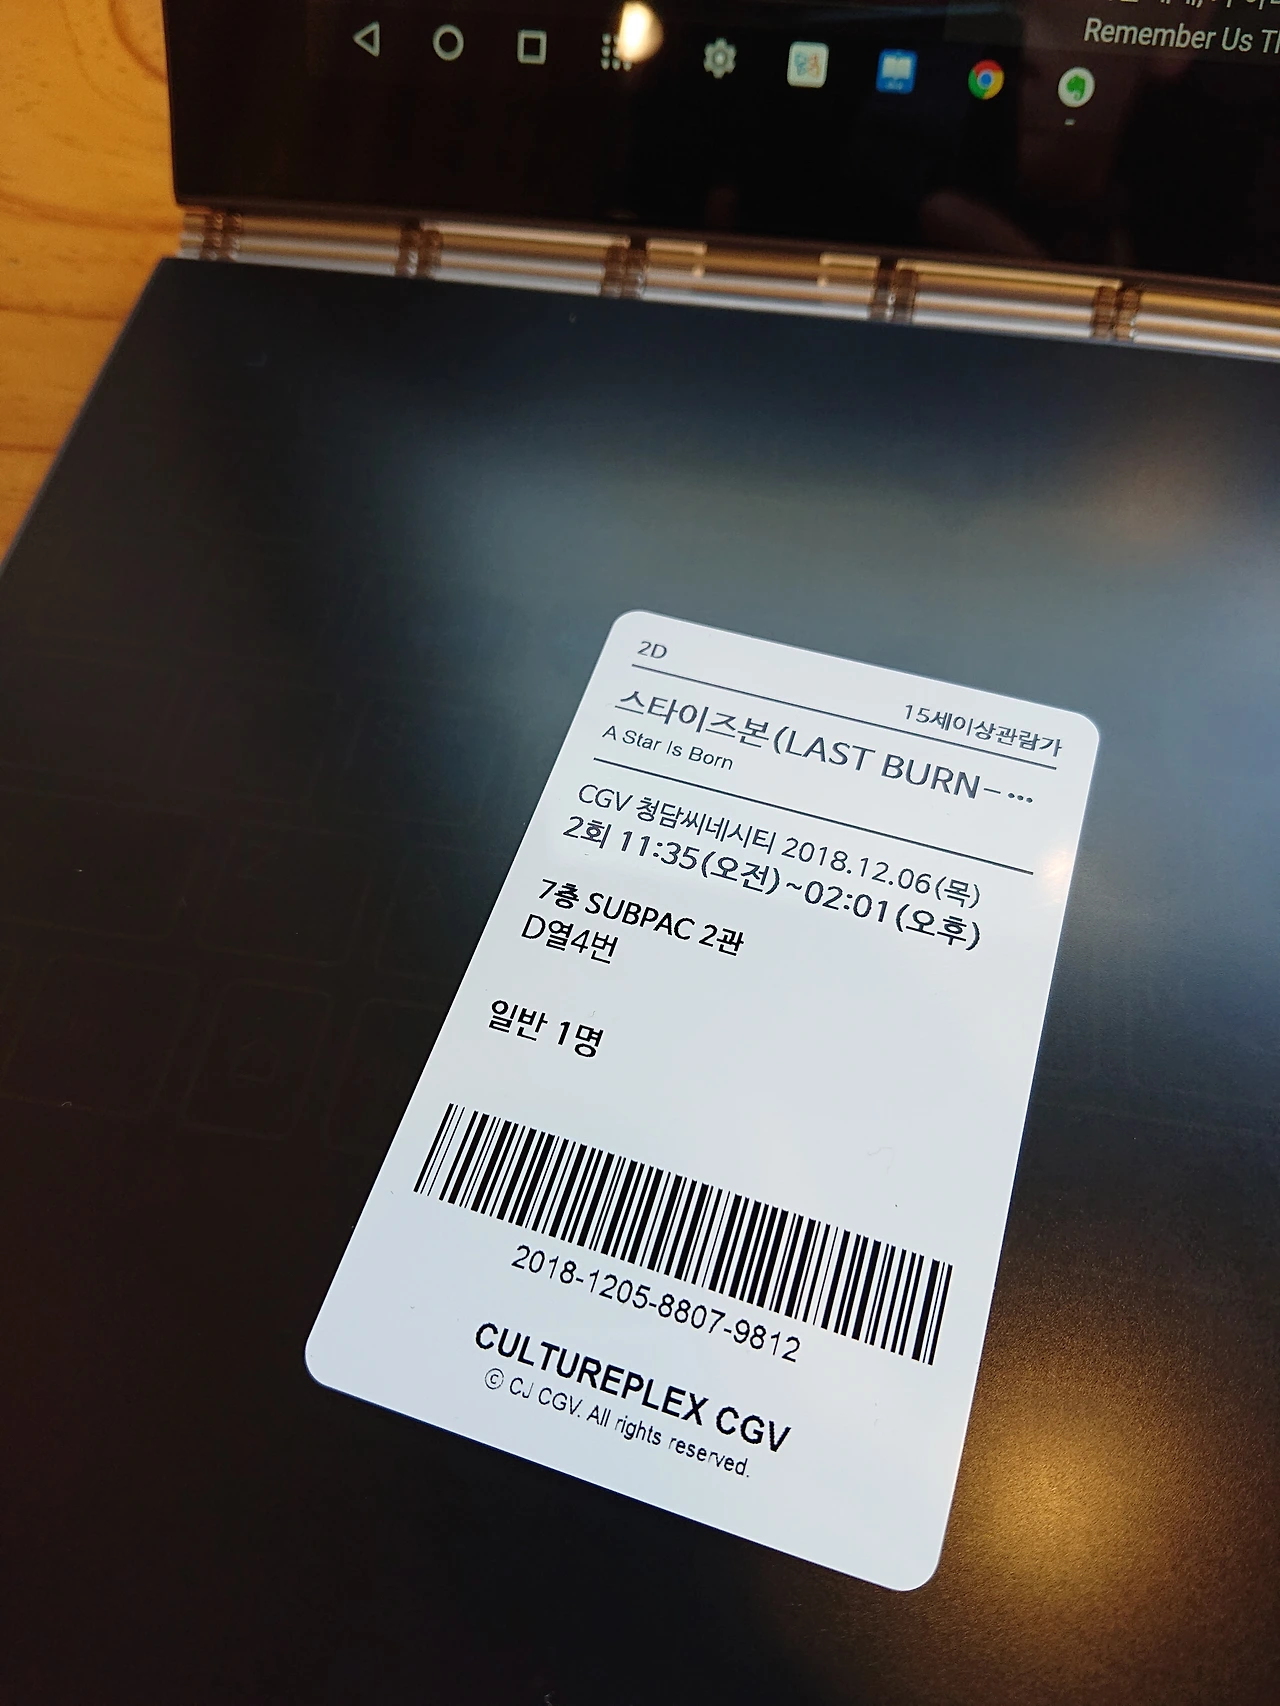 Remember Us
2D
15세이상관람가
스타이즈본(LAST BURN-…
A Star Is Born
CGV 청담씨네시티 2018.12.06(목)
2회 11:35(오전)~02:01(오후)
7층 SUBPAC 2관
D열4번
일반 1명
2018-1205-8807-9812
CULTUREPLEX CGV
© CJ CGV. All rights reserved.